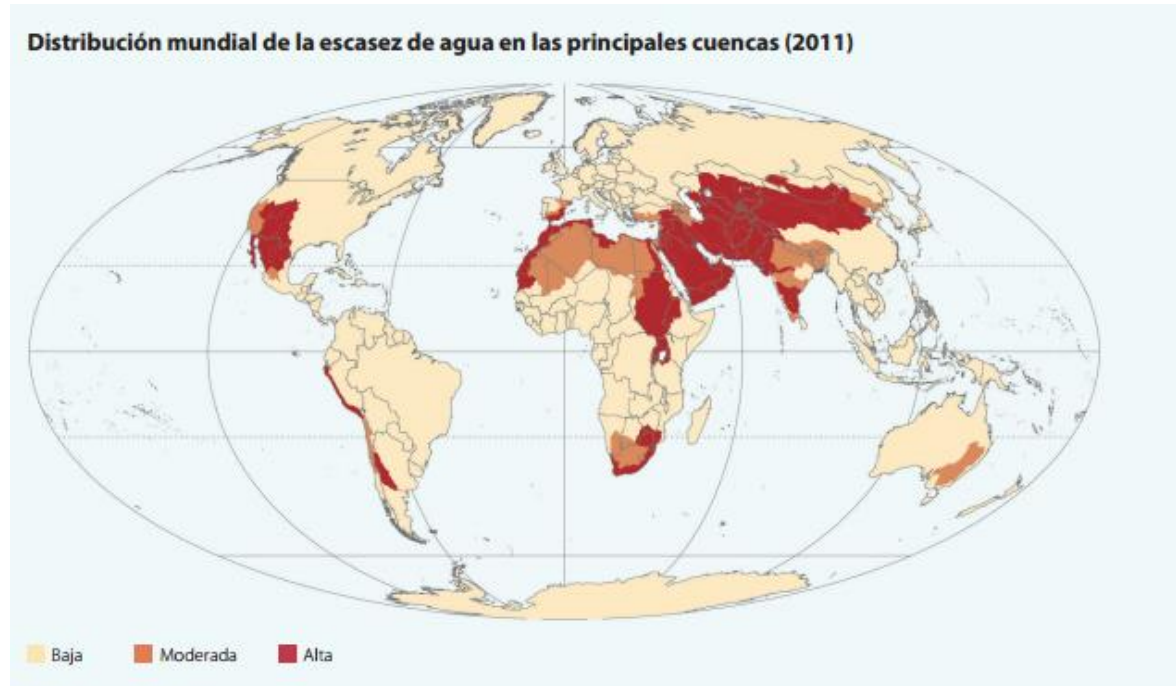 Distribución mundial de la escasez de agua en las principales cuencas (2011)
Baja
Moderada
Alta